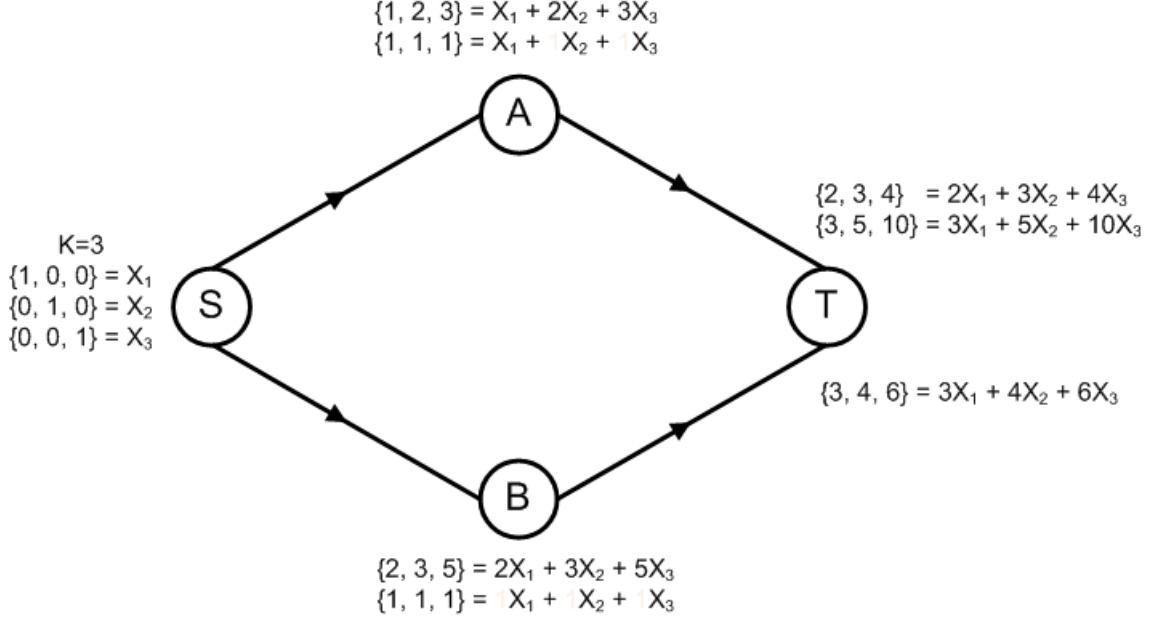 {1, 2, 3} = X₁ + 2X₂ + 3X₃
{1, 1, 1} = X₁ + 1X₂ + 1X₃
A
{2, 3, 4} = 2X₁ + 3X₂ + 4X₃
{3, 5, 10} = 3X₁ + 5X₂ + 10X₃
K=3
{1, 0, 0} = X₁
{0, 1, 0} = X₂
{0, 0, 1} = X₃
S
T
{3, 4, 6} = 3X₁ + 4X₂ + 6X₃
B
{2, 3, 5} = 2X₁ + 3X₂ + 5X₃
{1, 1, 1} = 1X₁ + 1X₂ + 1X₃